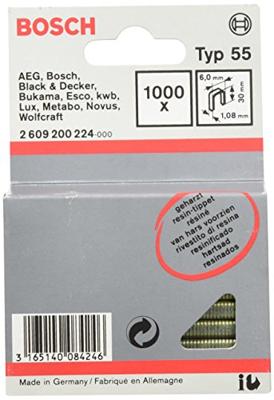 BOSCH
Typ 55
AEG, Bosch,
Black & Decker,
Bukama, Esco, kwb,
Lux, Metabo, Novus,
Wolfcraft
2 609 200 224-000
1000
x
6,0 mm
30 mm
1,08 mm
geharzt
resin-tippet
résiné
van hars voorzien
rivestito di resina
resinificado
hartsad
resinados
3 165140 084246
Made in Germany / Fabriqué en Allemagne